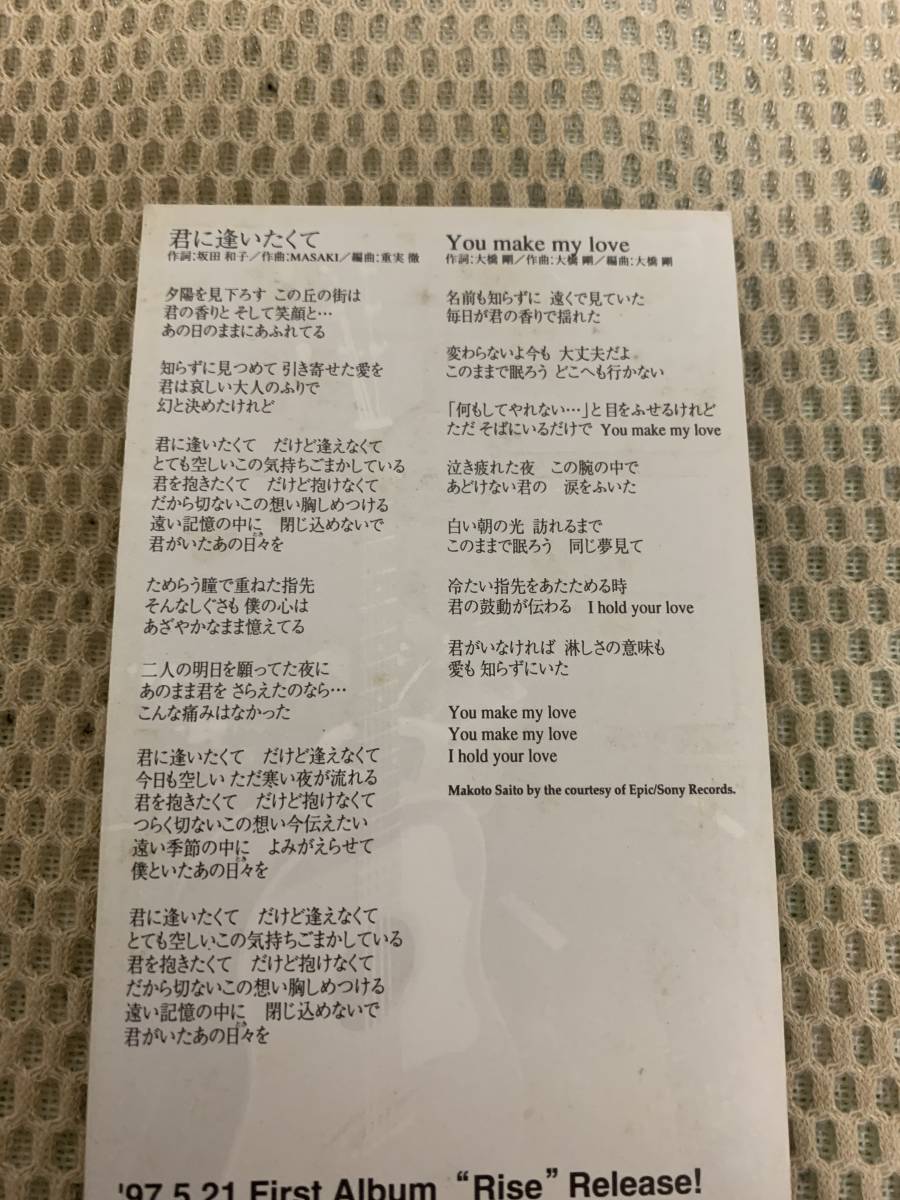 君に逢いたくて
作詞:坂田 和子／作曲:MASAKI／編曲:重実 徹
夕陽を見下ろす この丘の街は
君の香りと そして笑顔と…
あの日のままにあふれてる
知らずに見つめて 引き寄せた愛を
君は哀しい大人のふりで
幻と決めたけれど
君に逢いたくて だけど逢えなくて
とても空しいこの気持ちごまかしている
君を抱きたくて だけど抱けなくて
だから切ないこの想い胸しめつける
遠い記憶の中に 閉じ込めないで
君がいたあの日々を
とき
ためらう瞳で重ねた指先
そんなしぐさも 僕の心は
あざやかなまま憶えてる
二人の明日を願ってた夜に
あのまま君を さらえたのなら…
こんな痛みはなかった
君に逢いたくて だけど逢えなくて
今日も空しい ただ寒い夜が流れる
君を抱きたくて だけど抱けなくて
つらく切ないこの想い今伝えたい
遠い季節の中に よみがえらせて
僕といたあの日々を
とき
君に逢いたくて だけど逢えなくて
とても空しいこの気持ちごまかしている
君を抱きたくて だけど抱けなくて
だから切ないこの想い胸しめつける
遠い記憶の中に 閉じ込めないで
君がいたあの日々を
とき
You make my love
作詞:大橋 剛／作曲:大橋 剛／編曲:大橋 剛
名前も知らずに 遠くで見ていた
毎日が君の香りで揺れた
変わらないよ今も 大丈夫だよ
このままで眠ろう どこへも行かない
「何もしてやれない…」と 目をふせるけれど
ただ そばにいるだけで You make my love
泣き疲れた夜 この腕の中で
あどけない君の 涙をふいた
白い朝の光 訪れるまで
このままで眠ろう 同じ夢見て
冷たい指先をあたためる時
君の鼓動が伝わる I hold your love
君がいなければ 淋しさの意味も
愛も 知らずにいた
You make my love
You make my love
I hold your love
Makoto Saito by the courtesy of Epic/Sony Records.
'97.5.21 First Album “Rise” Release!